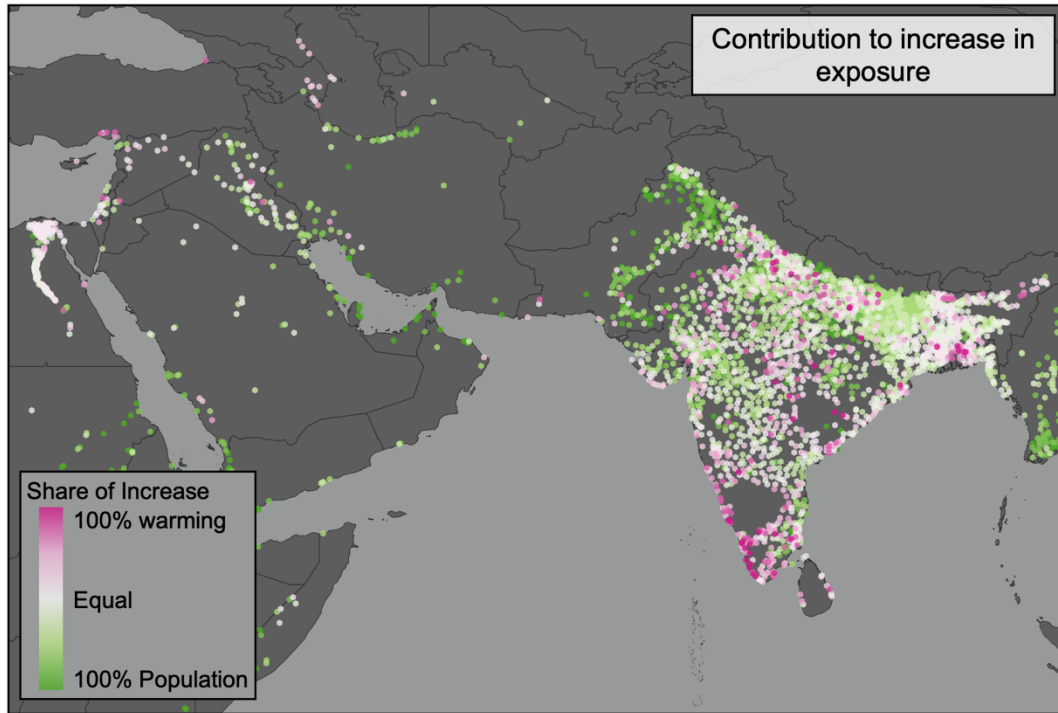 Contribution to increase in
exposure
Share of Increase
100% warming
Equal
100% Population